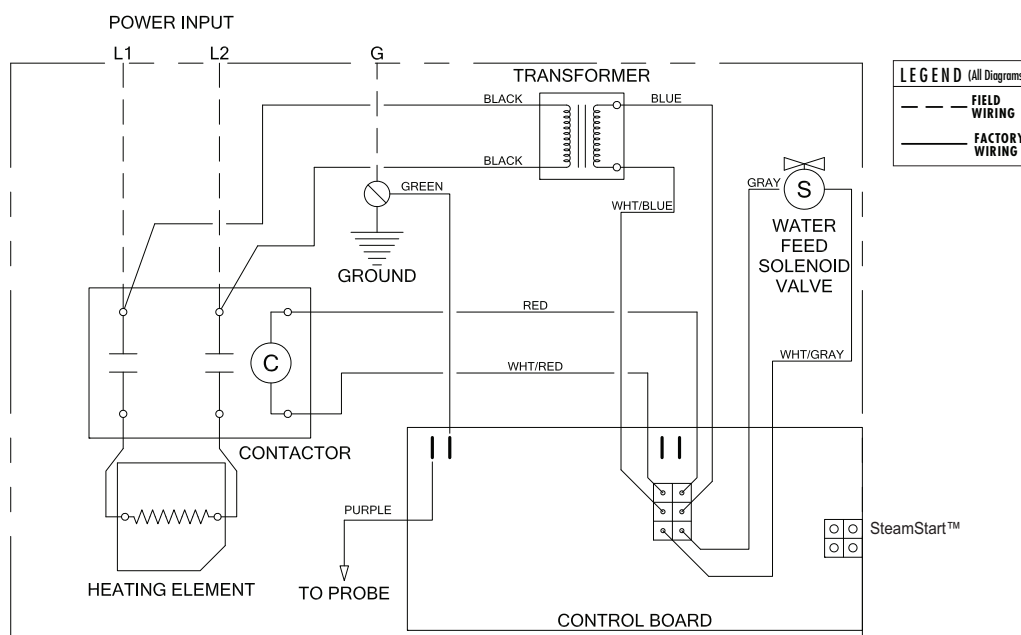 POWER INPUT
L1 L2 G
TRANSFORMER
BLACK BLUE
BLACK
GREEN
WHT/BLUE
GRAY
S
WATER
FEED
SOLENOID
VALVE
GROUND
RED
C
WHT/RED
WHT/GRAY
CONTACTOR
PURPLE
SteamStart™
HEATING ELEMENT
TO PROBE
CONTROL BOARD
LEGEND (All Diagrams
FIELD
WIRING
FACTORY
WIRING